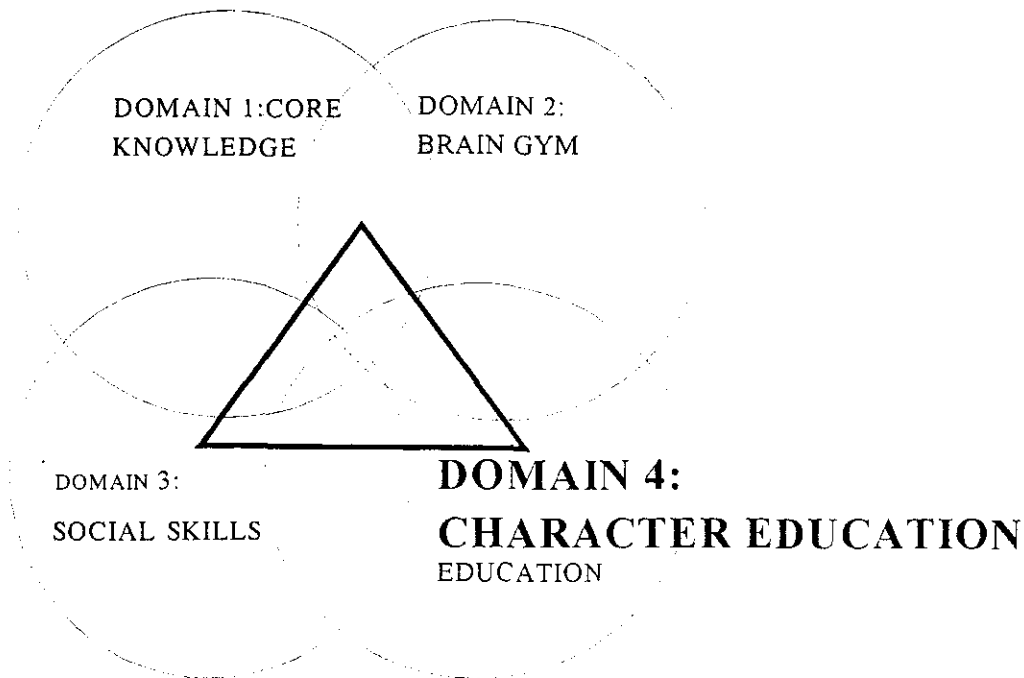 DOMAIN 1:CORE
KNOWLEDGE
DOMAIN 2:
BRAIN GYM
DOMAIN 3:
SOCIAL SKILLS
DOMAIN 4:
CHARACTER EDUCATION
EDUCATION